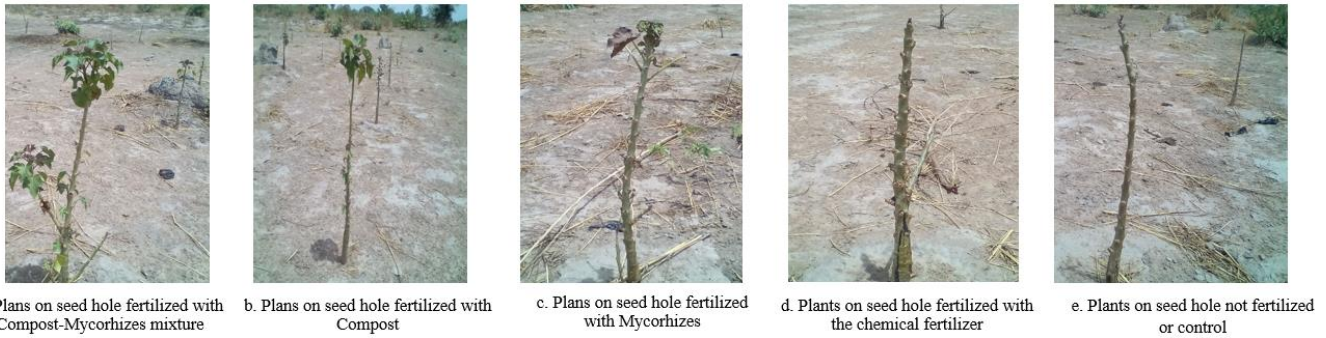 Plans on seed hole fertilized with
Compost-Mycorhizes mixture
b. Plans on seed hole fertilized with
Compost
c. Plans on seed hole fertilized
with Mycorhizes
d. Plants on seed hole fertilized with
the chemical fertilizer
e. Plants on seed hole not fertilized
or control